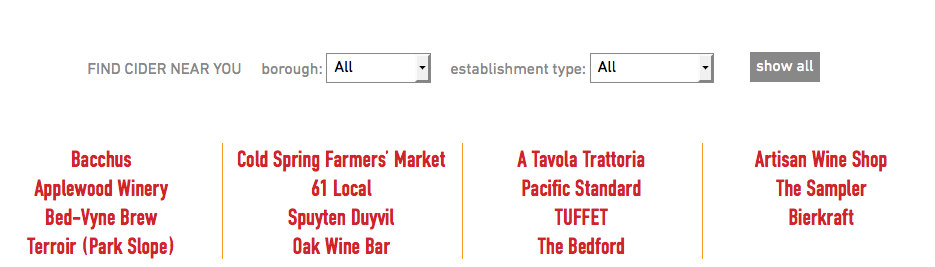 FIND CIDER NEAR YOU borough: All establishment type: All show all
Bacchus
Applewood Winery
Bed-Vyne Brew
Terroir (Park Slope)
Cold Spring Farmers' Market
61 Local
Spuyten Duyvil
Oak Wine Bar
A Tavola Trattoria
Pacific Standard
TUFFET
The Bedford
Artisan Wine Shop
The Sampler
Bierkraft